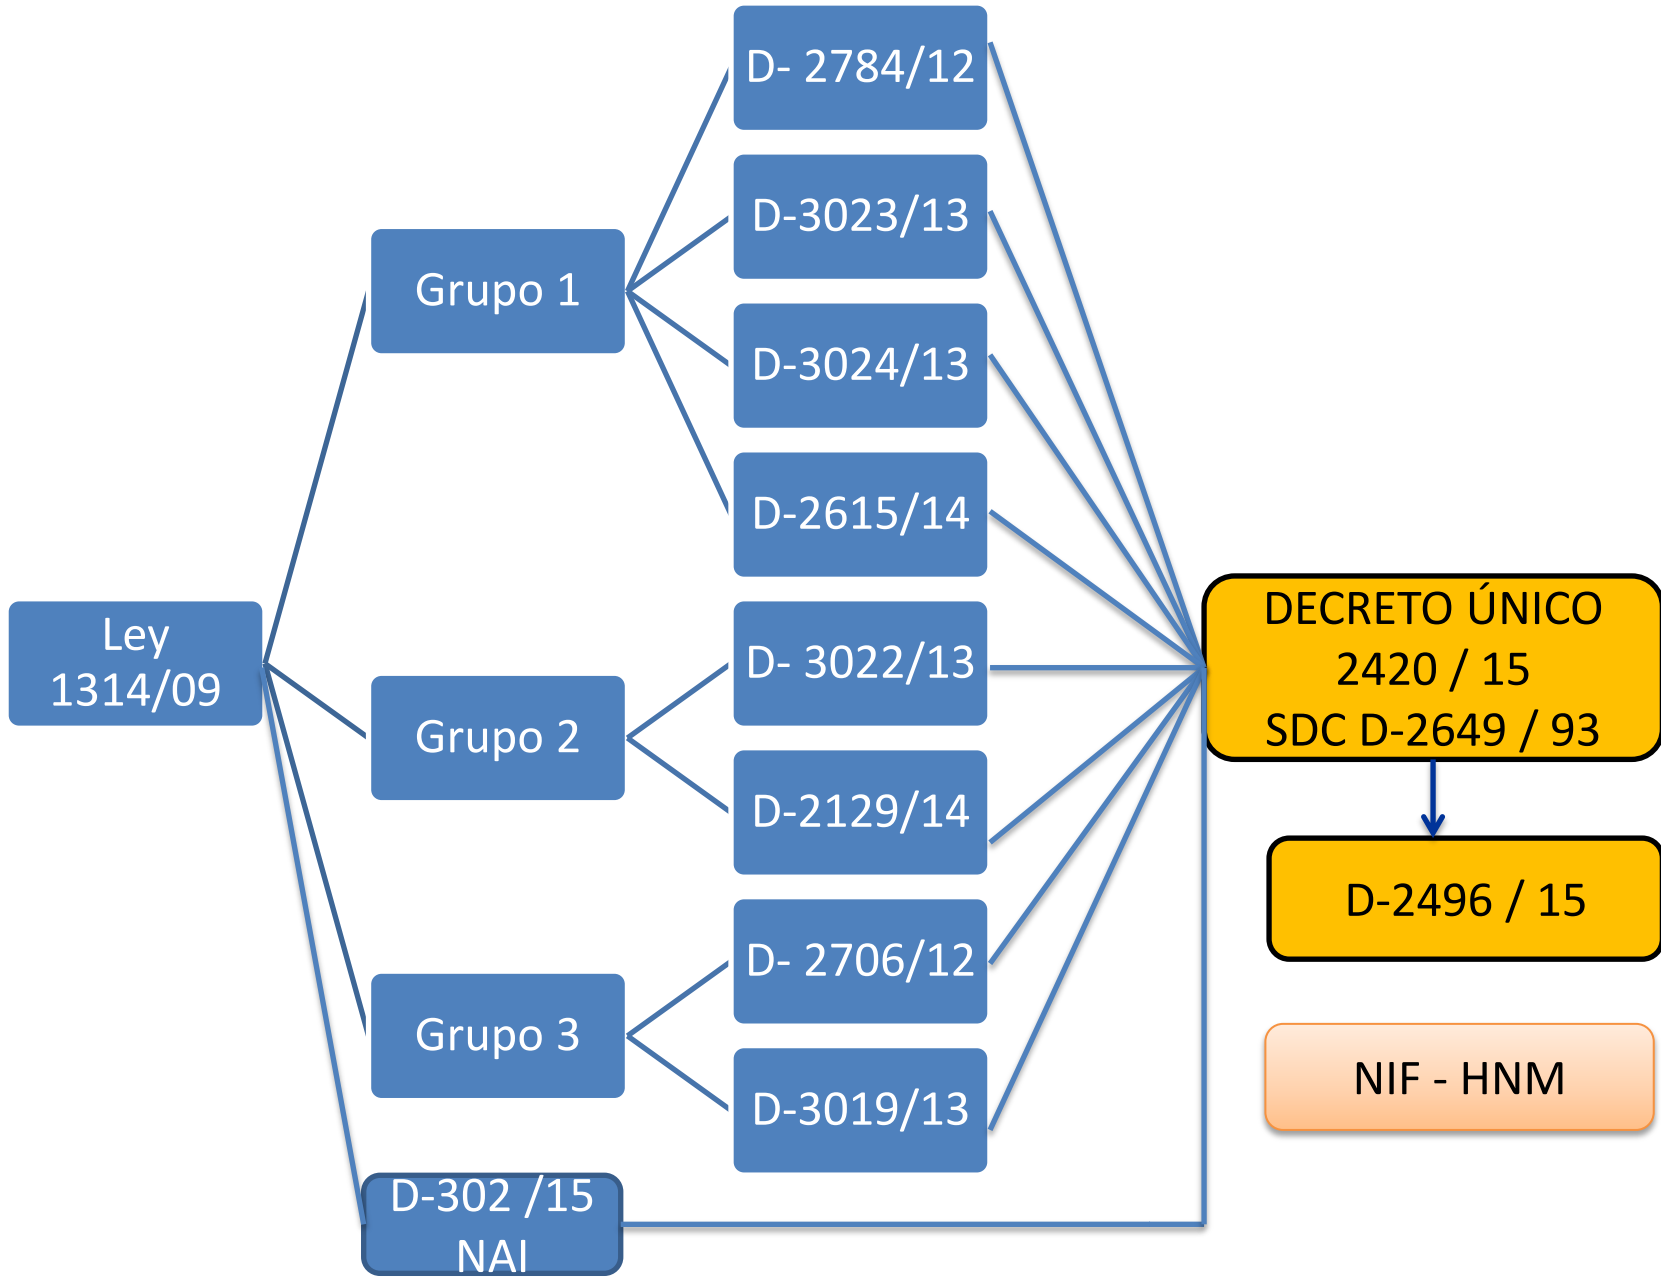 Ley
1314/09
Grupo 1
D- 2784/12
D-3023/13
D-3024/13
D-2615/14
Grupo 2
D- 3022/13
D-2129/14
Grupo 3
D- 2706/12
D-3019/13
D-302 /15
NAI
DECRETO ÚNICO
2420 / 15
SDC D-2649 / 93
D-2496 / 15
NIF - HNM